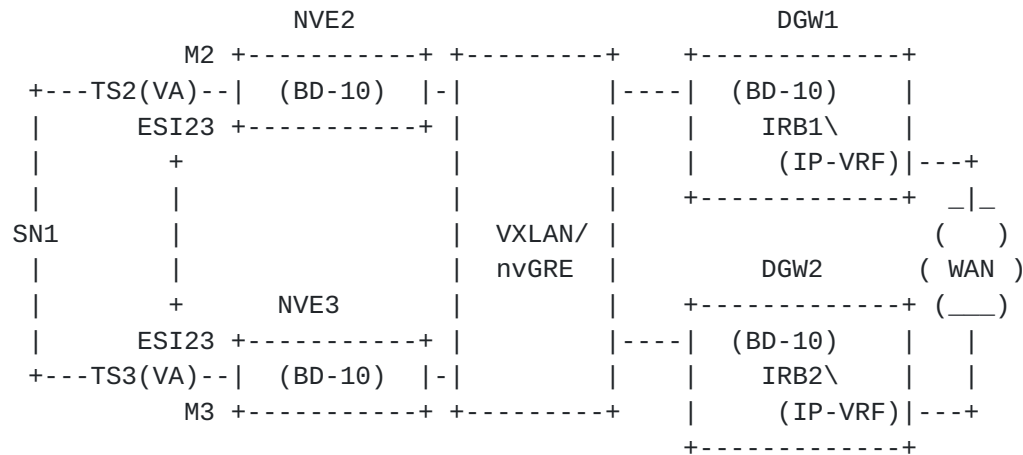 NVE2                           DGW1
             M2 +-----------+ +---------+    +-------------+
 +---TS2(VA)--|  (BD-10)  |-|         |----|  (BD-10)    |
 |      ESI23 +-----------+ |         |    |    IRB1\    |
 |        +                 |         |    |     (IP-VRF)|---+
 |        |                 |         |    +-------------+  _|_
SN1       |                 |  VXLAN/ |                    (   )
 |        |                 |  nvGRE  |         DGW2      ( WAN )
 |        +      NVE3       |         |    +-------------+ (___)
 |      ESI23 +-----------+ |         |----|  (BD-10)    |   |
 +---TS3(VA)--|  (BD-10)  |-|         |    |    IRB2\    |   |
           M3 +-----------+ +---------+    |     (IP-VRF)|---+
                                           +-------------+